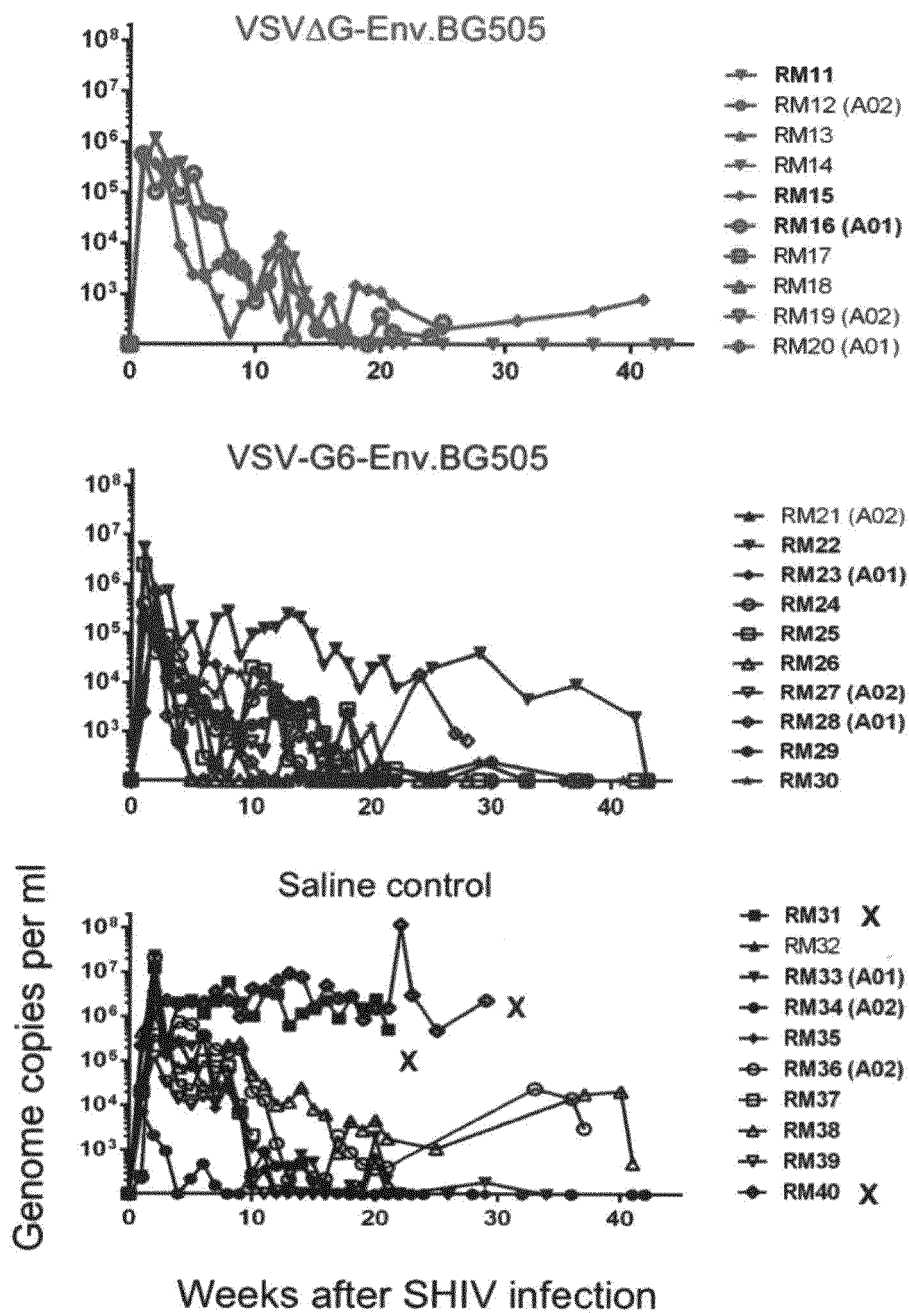 VSVΔG-Env.BG505
10⁸
10⁷
10⁶
10⁵
10⁴
10³
0 10 20 30 40
RM11
RM12 (A02)
RM13
RM14
RM15
RM16 (A01)
RM17
RM18
RM19 (A02)
RM20 (A01)
VSV-G6-Env.BG505
10⁸
10⁷
10⁶
10⁵
10⁴
10³
0 10 20 30 40
RM21 (A02)
RM22
RM23 (A01)
RM24
RM25
RM26
RM27 (A02)
RM28 (A01)
RM29
RM30
Saline control
10⁸
10⁷
10⁶
10⁵
10⁴
10³
0 10 20 30 40
X
X
RM31 X
RM32
RM33 (A01)
RM34 (A02)
RM35
RM36 (A02)
RM37
RM38
RM39
RM40 X
Genome copies per ml
Weeks after SHIV infection